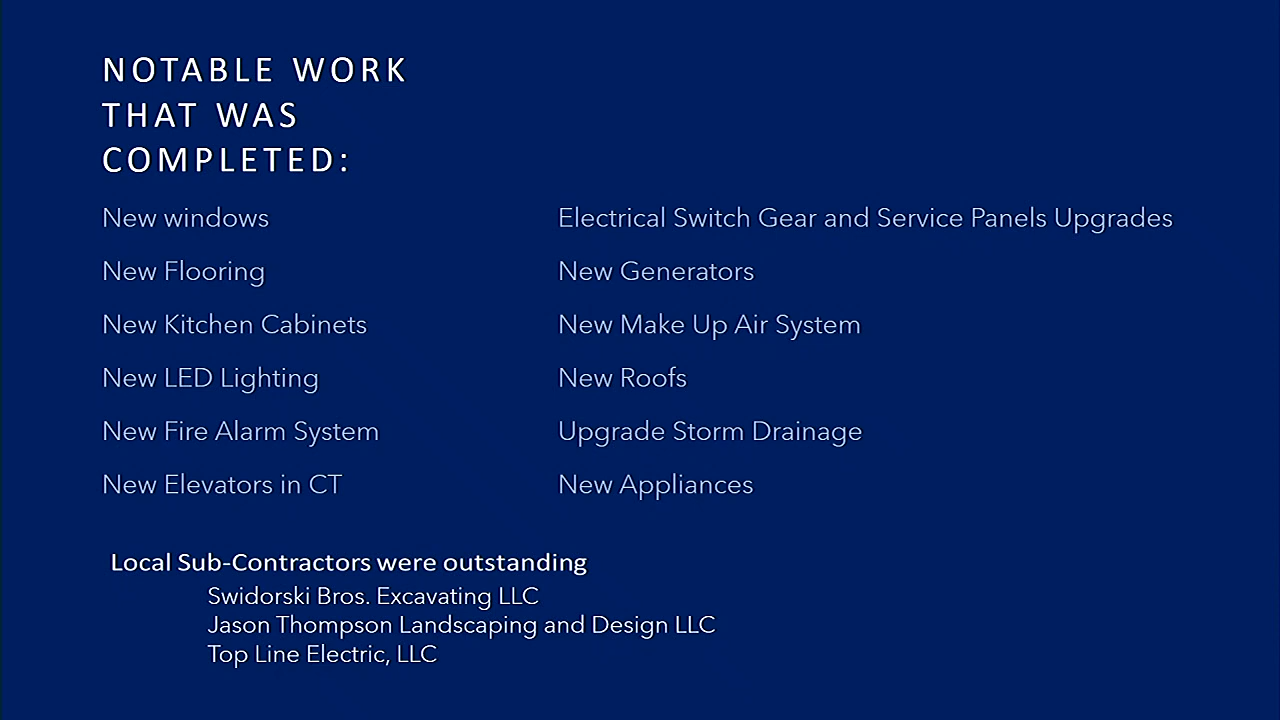 NOTABLE WORK
THAT WAS
COMPLETED:
New windows
New Flooring
New Kitchen Cabinets
New LED Lighting
New Fire Alarm System
New Elevators in CT
Electrical Switch Gear and Service Panels Upgrades
New Generators
New Make Up Air System
New Roofs
Upgrade Storm Drainage
New Appliances
Local Sub-Contractors were outstanding
Swidorski Bros. Excavating LLC
Jason Thompson Landscaping and Design LLC
Top Line Electric, LLC